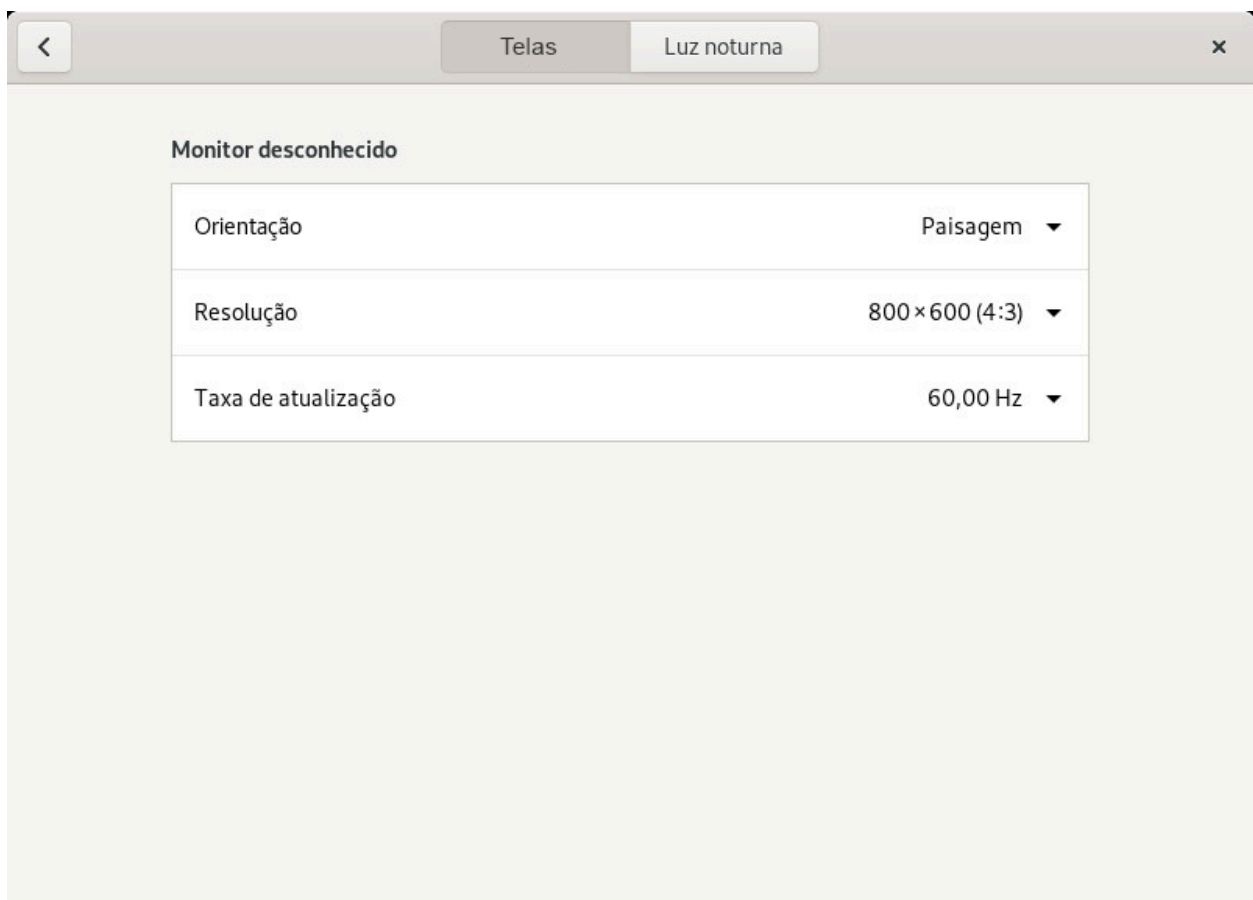 Telas Luz noturna
Monitor desconhecido
Orientação Paisagem
Resolução 800×600 (4:3)
Taxa de atualização 60,00 Hz